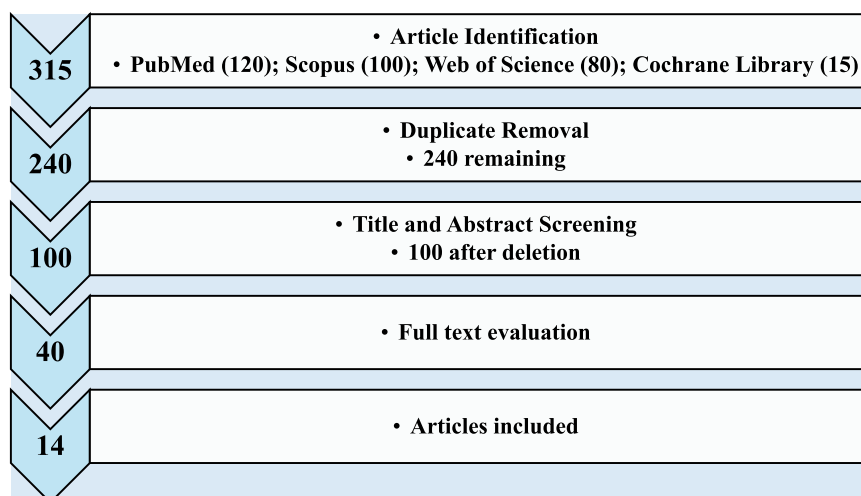 315
• Article Identification
• PubMed (120); Scopus (100); Web of Science (80); Cochrane Library (15)
240
• Duplicate Removal
• 240 remaining
100
• Title and Abstract Screening
• 100 after deletion
40
• Full text evaluation
14
• Articles included